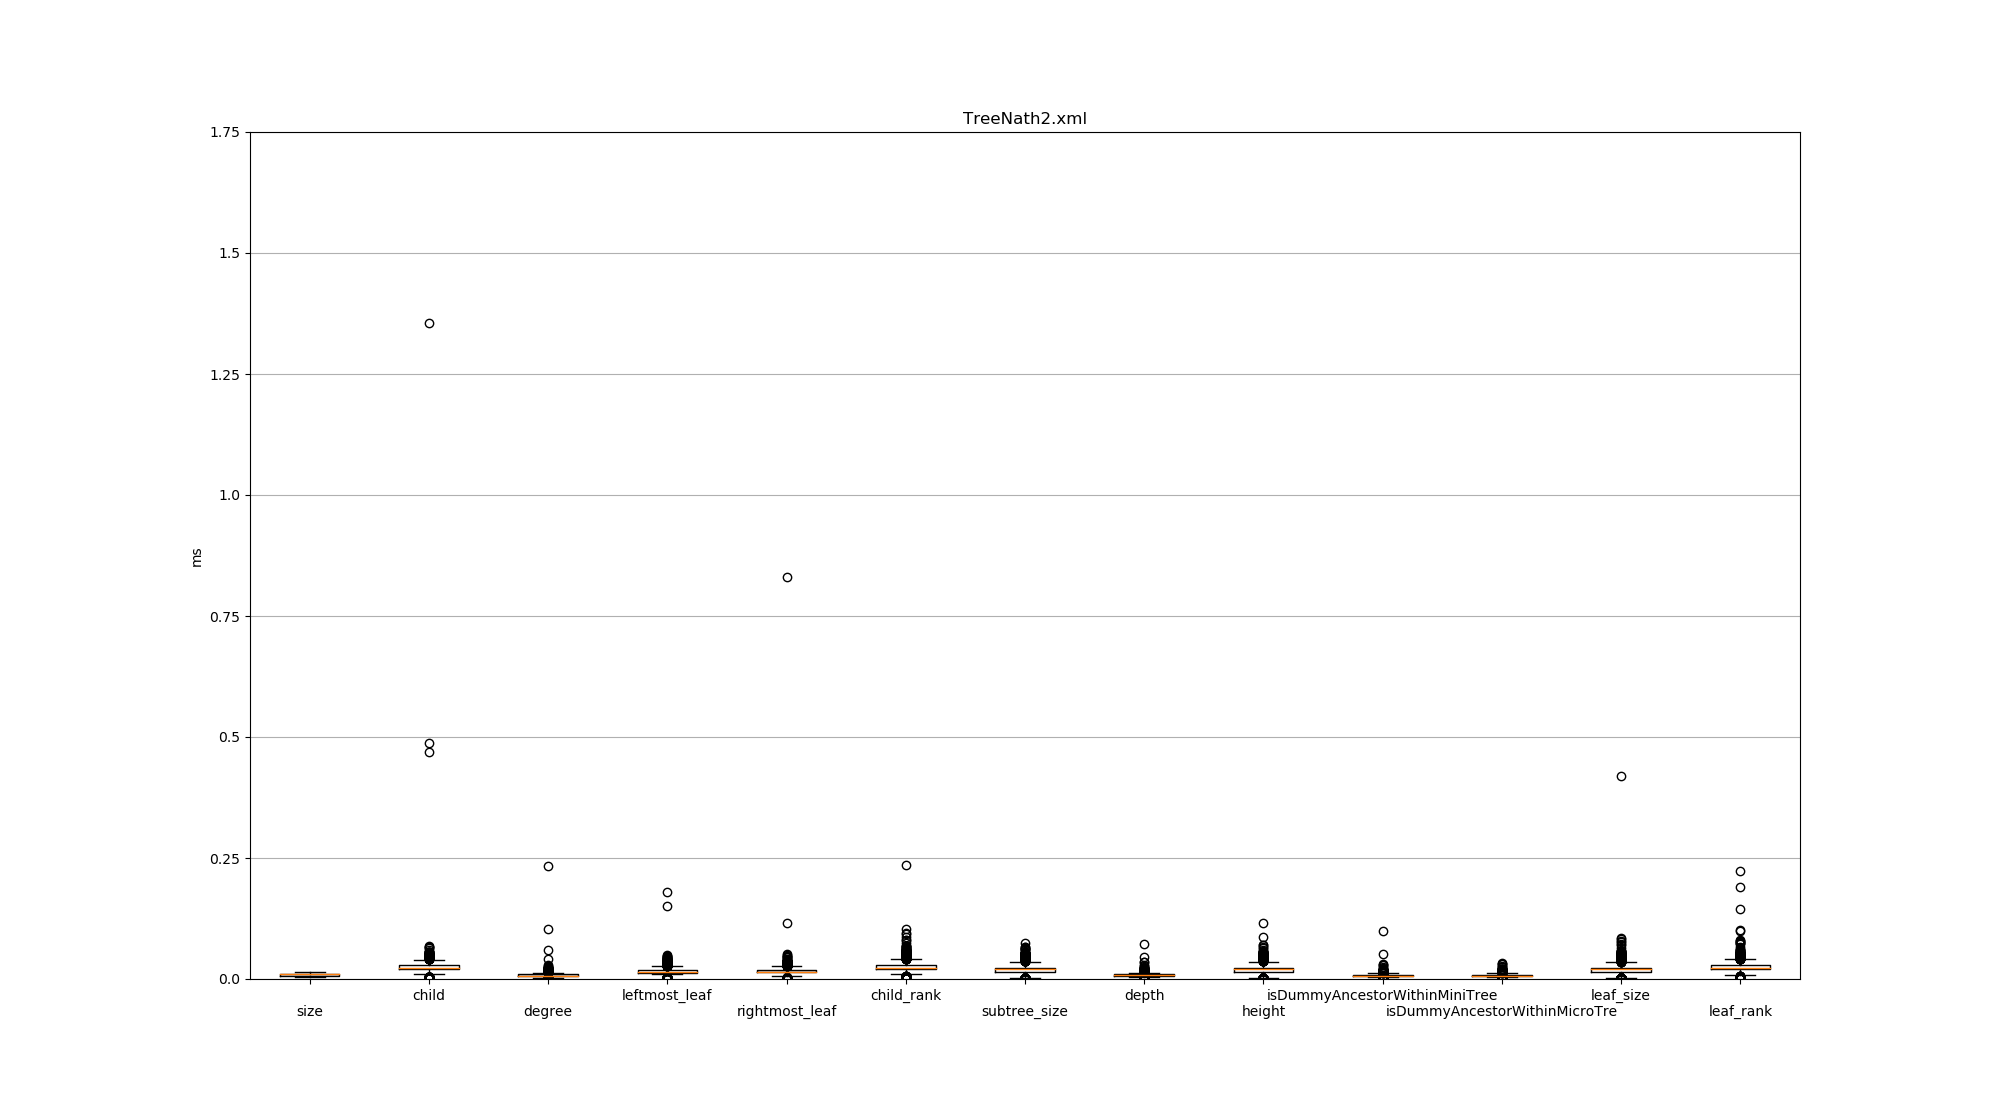 TreeNath2.xml
1.75
1.5
1.25
1.0
ms
0.75
0.5
0.25
0.0
child
leftmost_leaf
child_rank
depth
isDummyAncestorWithinMiniTree
leaf_size
size
degree
rightmost_leaf
subtree_size
height
isDummyAncestorWithinMicroTre
leaf_rank